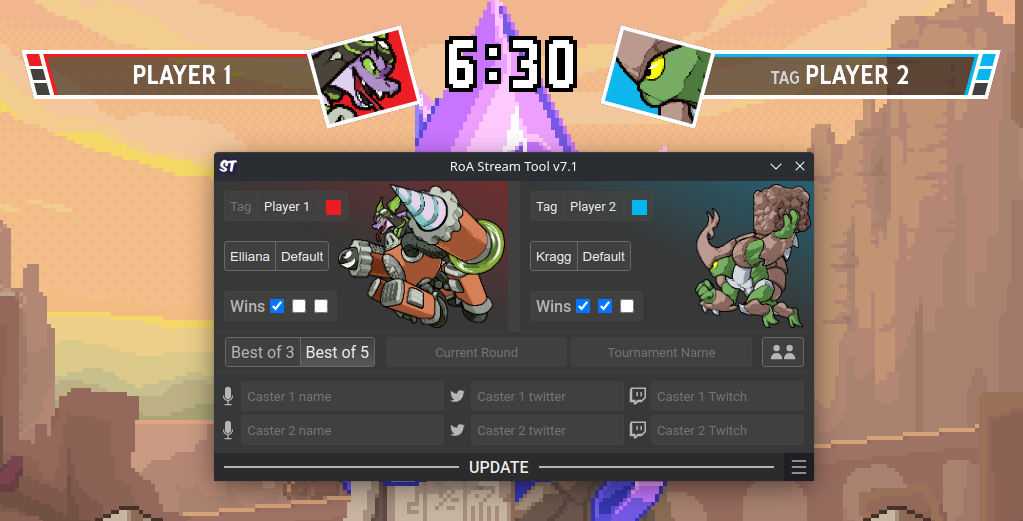 PLAYER 1
6:30
TAG PLAYER 2
ST
RoA Stream Tool v7.1
Tag Player 1
Tag Player 2
Elliana Default
Kragg Default
Wins
Wins
Best of 3 Best of 5 Current Round Tournament Name
Caster 1 name Caster 1 twitter Caster 1 Twitch
Caster 2 name Caster 2 twitter Caster 2 Twitch
UPDATE